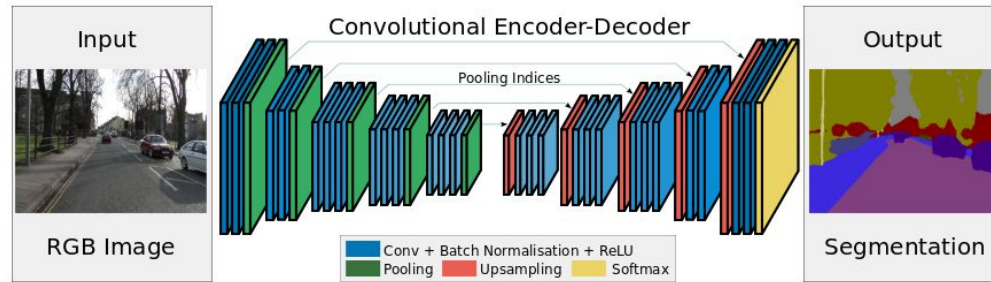 Input
Convolutional Encoder-Decoder
Output
Pooling Indices
RGB Image
Segmentation
Conv + Batch Normalisation + ReLU
Pooling
Upsampling
Softmax